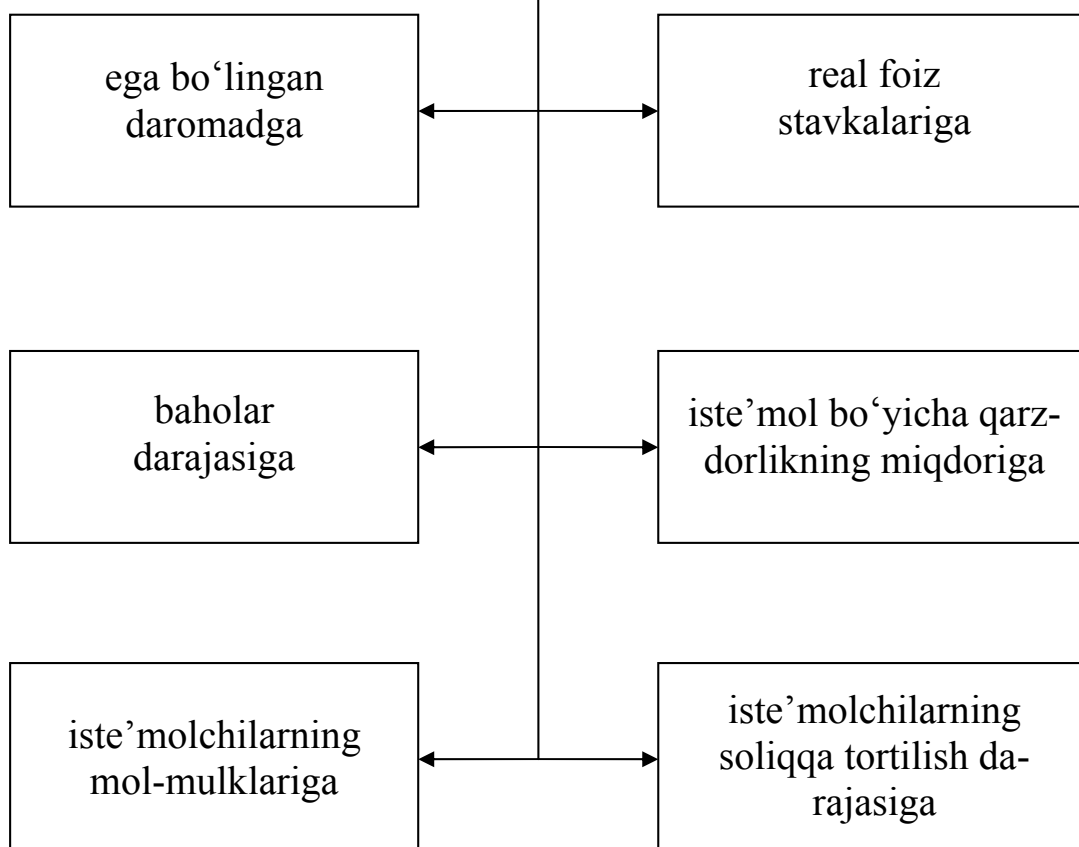 ega bo‘lingan
daromadga
real foiz
stavkalariga
baholar
darajasiga
iste’mol bo‘yicha qarz-
dorlikning miqdoriga
iste’molchilarning
mol-mulklariga
iste’molchilarning
soliqqa tortilish da-
rajasiga